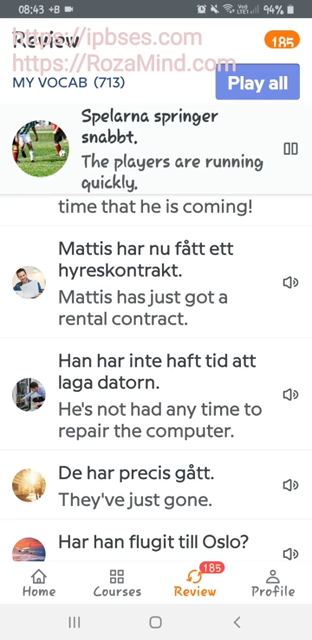 08:43 +B
94%
https://ipbses.com
Review
185
https://RozaMind.com
MY VOCAB (713)
Play all
Spelarna springer
snabbt.
The players are running
quickly.
time that he is coming!
Mattis har nu fått ett
hyreskontrakt.
Mattis has just got a
rental contract.
Han har inte haft tid att
laga datorn.
He's not had any time to
repair the computer.
De har precis gått.
They've just gone.
Har han flugit till Oslo?
185
Home
Courses
Review
Profile